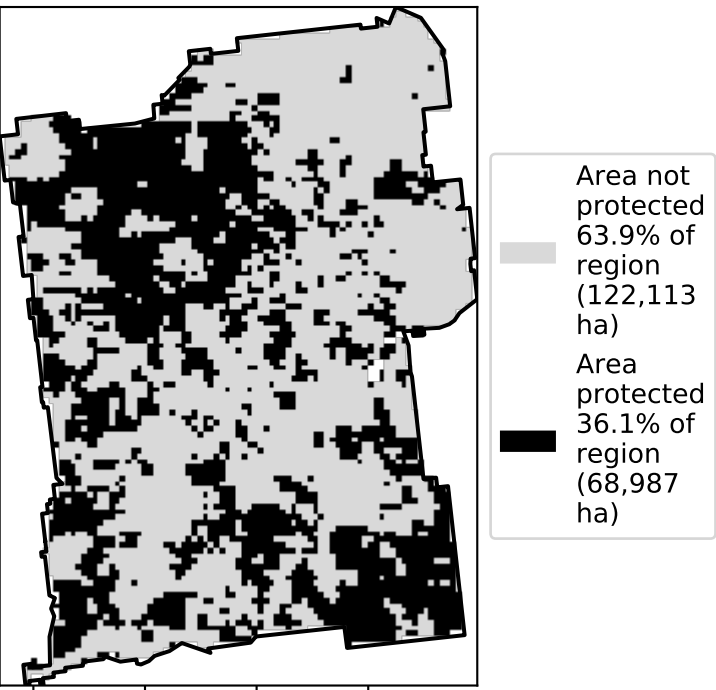 Area not
protected
63.9% of
region
(122,113
ha)
Area
protected
36.1% of
region
(68,987
ha)